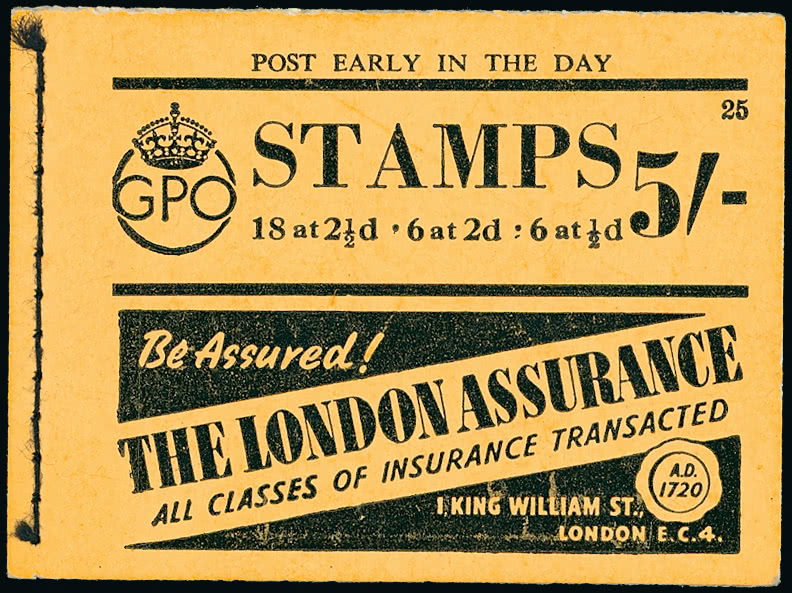 POST EARLY IN THE DAY
25
GPO
STAMPS 5/-
18 at 2½d · 6 at 2d : 6 at ½d
Be Assured!
THE LONDON ASSURANCE
ALL CLASSES OF INSURANCE TRANSACTED
A.D.
1720
1 KING WILLIAM ST.,
LONDON E.C.4.